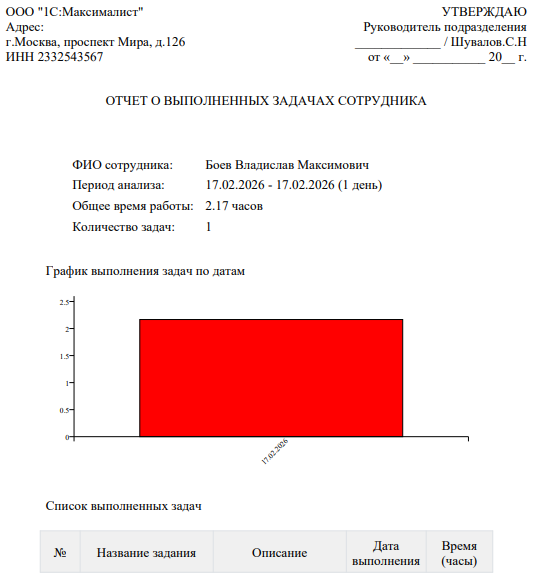 ООО "1С:Максималист"
Адрес:
г.Москва, проспект Мира, д.126
ИНН 2332543567
УТВЕРЖДАЮ
Руководитель подразделения
_____________ / Шувалов.С.Н
от «__» ___________ 20__ г.
ОТЧЕТ О ВЫПОЛНЕННЫХ ЗАДАЧАХ СОТРУДНИКА
ФИО сотрудника: Боев Владислав Максимович
Период анализа: 17.02.2026 - 17.02.2026 (1 день)
Общее время работы: 2.17 часов
Количество задач: 1
График выполнения задач по датам
2.5
2
1.5
1
0.5
0
17.02.2026
Список выполненных задач
№ Название задания Описание Дата выполнения Время (часы)